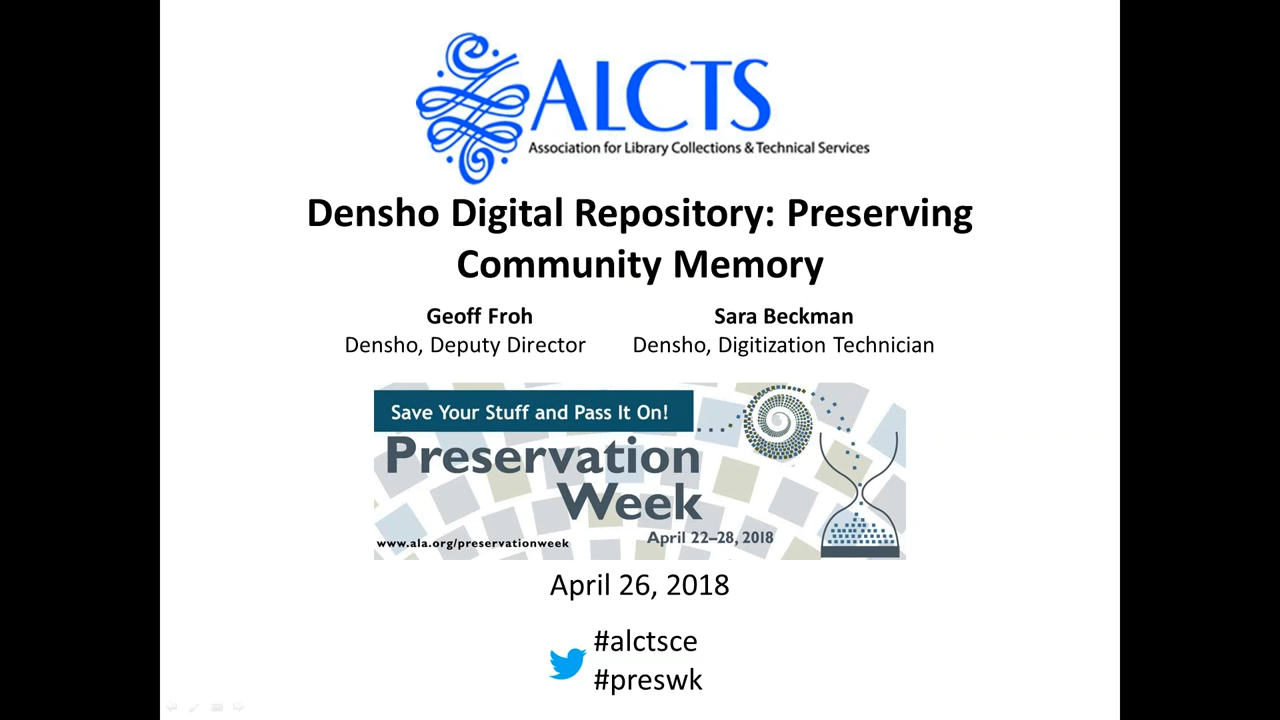 ALCTS
Association for Library Collections & Technical Services
Densho Digital Repository: Preserving
Community Memory
Geoff Froh
Densho, Deputy Director
Sara Beckman
Densho, Digitization Technician
Save Your Stuff and Pass It On!
Preservation
Week
www.ala.org/preservationweek
April 22–28, 2018
April 26, 2018
#alctsce
#preswk